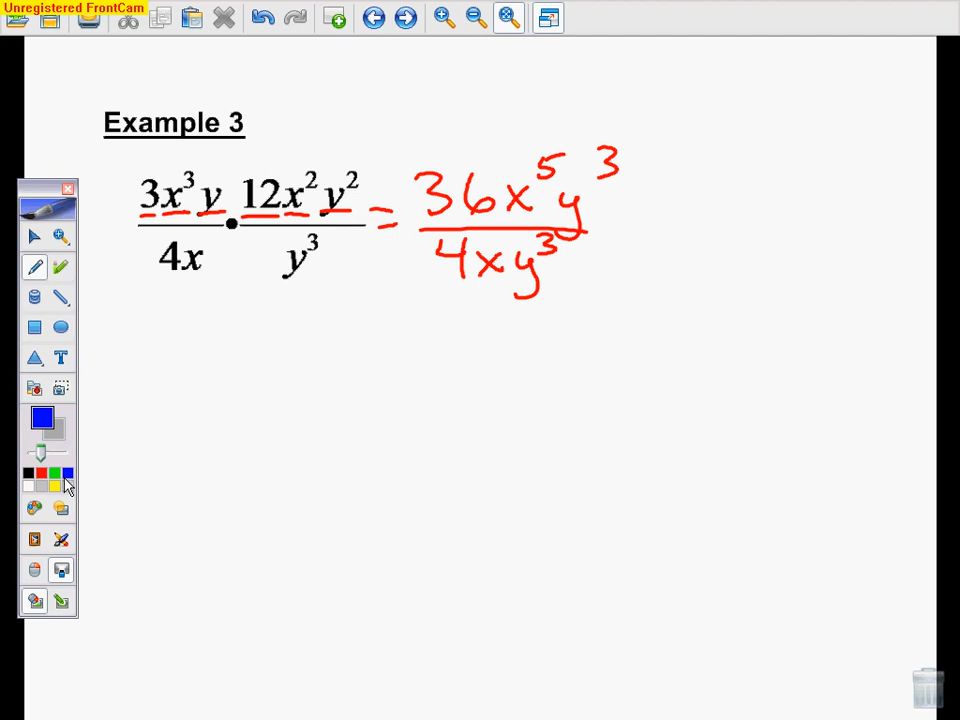 Unregistered FrontCam
Example 3
3x³y/4x • 12x²y²/y³ = 36x⁵y³/4xy³
T